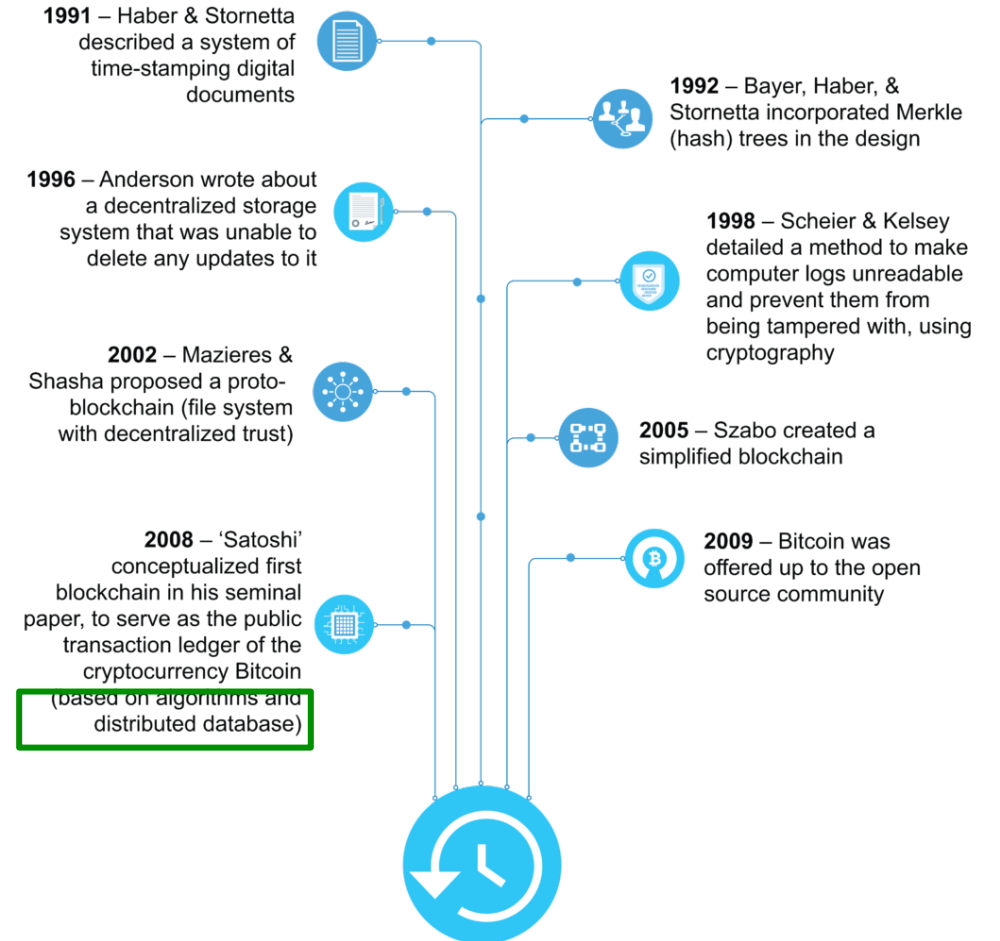 1991 – Haber & Stornetta
described a system of
time-stamping digital
documents
1992 – Bayer, Haber, &
Stornetta incorporated Merkle
(hash) trees in the design
1996 – Anderson wrote about
a decentralized storage
system that was unable to
delete any updates to it
1998 – Scheier & Kelsey
detailed a method to make
computer logs unreadable
and prevent them from
being tampered with, using
cryptography
2002 – Mazieres &
Shasha proposed a proto-
blockchain (file system
with decentralized trust)
2005 – Szabo created a
simplified blockchain
2008 – ‘Satoshi’
conceptualized first
blockchain in his seminal
paper, to serve as the public
transaction ledger of the
cryptocurrency Bitcoin
(based on algorithms and
distributed database)
2009 – Bitcoin was
offered up to the open
source community